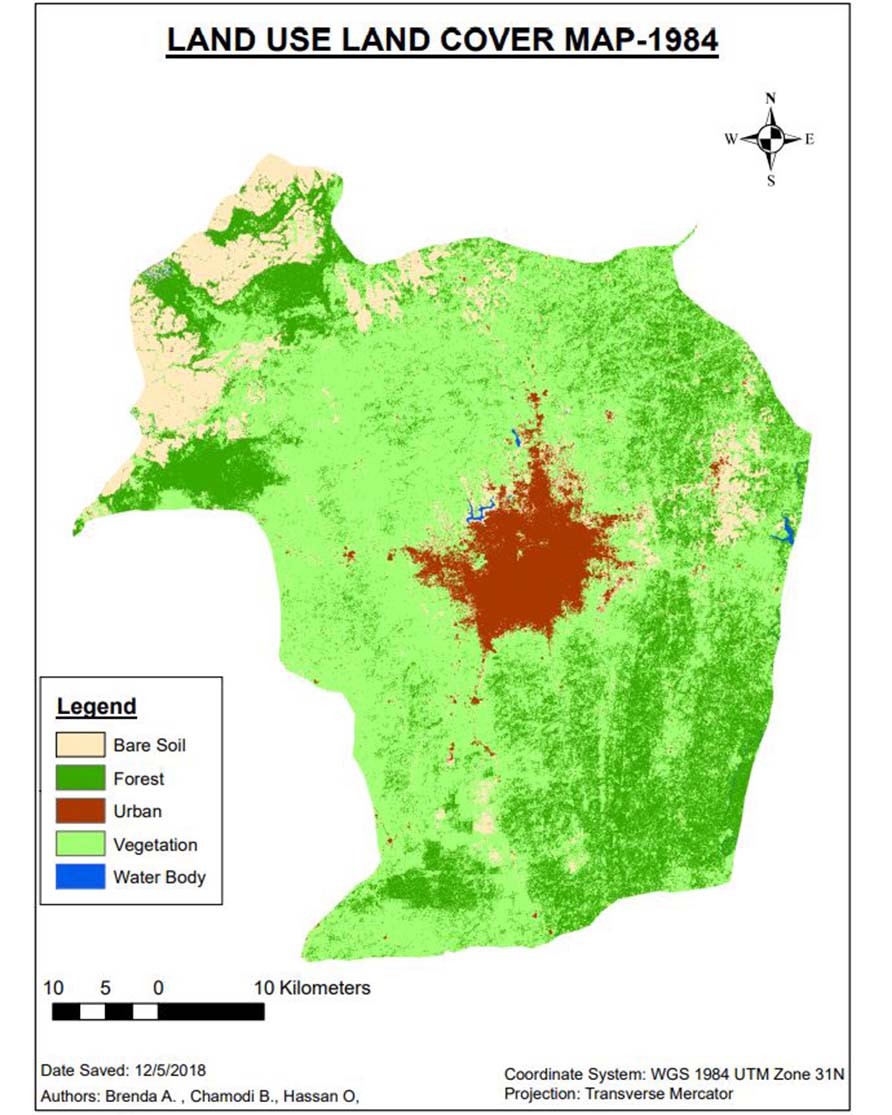 LAND USE LAND COVER MAP-1984
N
W E
S
Legend
Bare Soil
Forest
Urban
Vegetation
Water Body
10 5 0 10 Kilometers
Date Saved: 12/5/2018
Authors: Brenda A. , Chamodi B., Hassan O,
Coordinate System: WGS 1984 UTM Zone 31N
Projection: Transverse Mercator